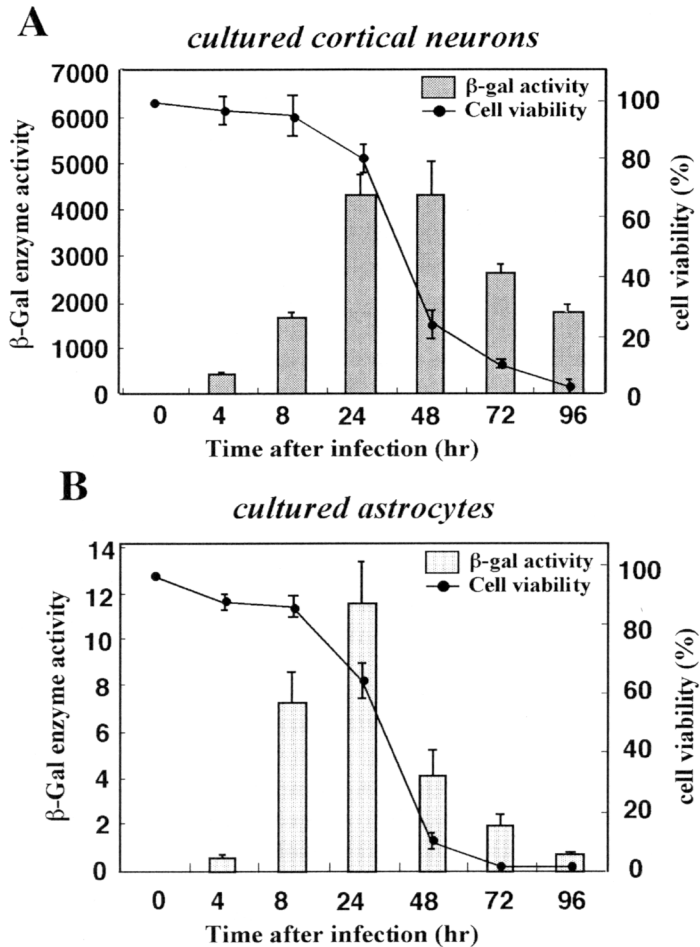 A
cultured cortical neurons
β-gal activity
Cell viability
β-Gal enzyme activity
7000
6000
5000
4000
3000
2000
1000
0
100
80
60
40
20
0
cell viability (%)
0 4 8 24 48 72 96
Time after infection (hr)
B
cultured astrocytes
β-gal activity
Cell viability
β-Gal enzyme activity
14
12
10
8
6
4
2
0
100
80
60
40
20
0
cell viability (%)
0 4 8 24 48 72 96
Time after infection (hr)